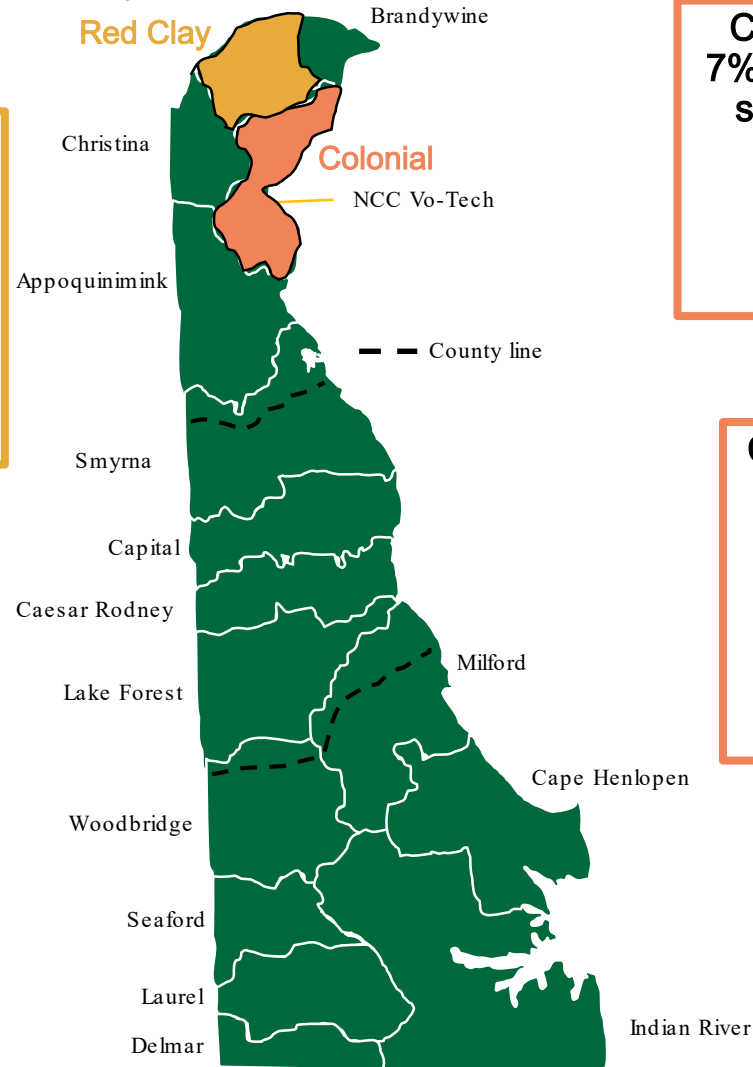 Brandywine
Red Clay
Christina
Colonial
NCC Vo-Tech
Appoquinimink
County line
Smyrna
Capital
Caesar Rodney
Milford
Lake Forest
Cape Henlopen
Woodbridge
Seaford
Laurel
Indian River
Delmar
7%